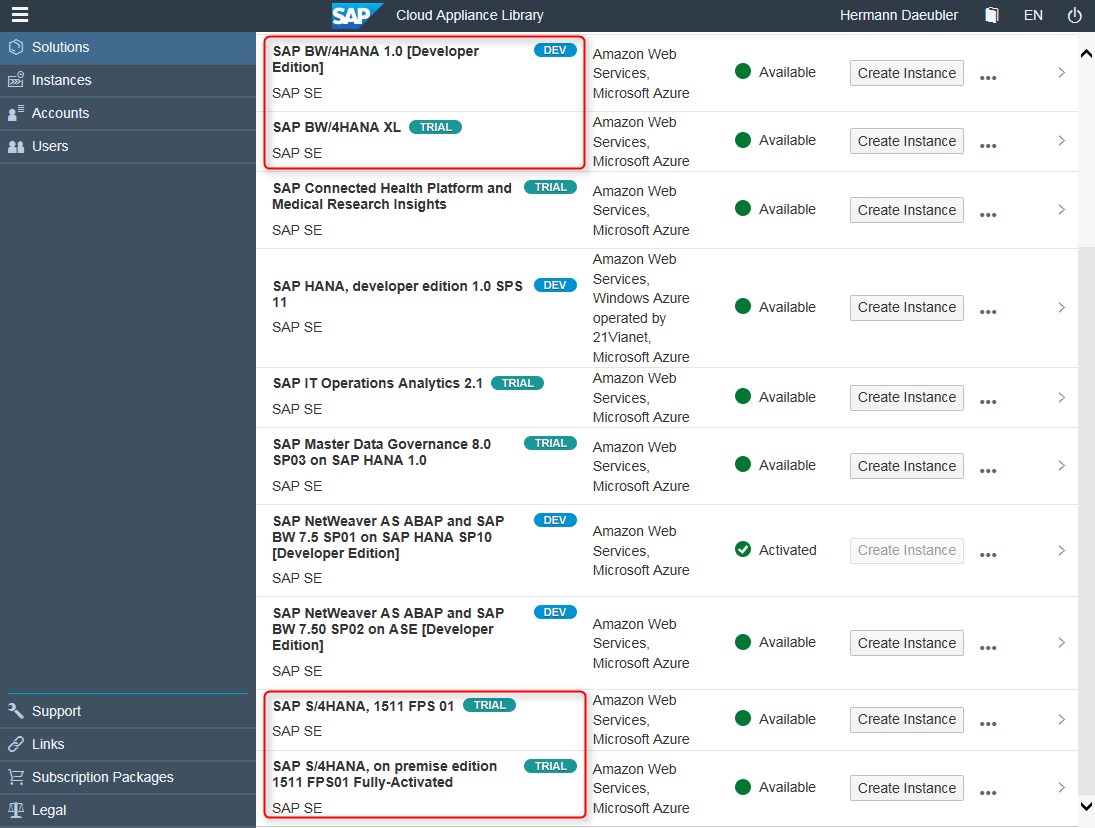 SAP Cloud Appliance Library
Hermann Daeubler EN
Solutions
Instances
Accounts
Users
Support
Links
Subscription Packages
Legal
SAP BW/4HANA 1.0 [Developer
Edition]
DEV
SAP SE
Amazon Web
Services,
Microsoft Azure
Available
Create Instance
SAP BW/4HANA XL TRIAL
SAP SE
Amazon Web
Services,
Microsoft Azure
Available
Create Instance
SAP Connected Health Platform and
Medical Research Insights
TRIAL
SAP SE
Amazon Web
Services,
Microsoft Azure
Available
Create Instance
SAP HANA, developer edition 1.0 SPS
11
DEV
SAP SE
Amazon Web
Services,
Windows Azure
operated by
21Vianet,
Microsoft Azure
Available
Create Instance
SAP IT Operations Analytics 2.1 TRIAL
SAP SE
Amazon Web
Services,
Microsoft Azure
Available
Create Instance
SAP Master Data Governance 8.0
SP03 on SAP HANA 1.0
TRIAL
SAP SE
Amazon Web
Services,
Microsoft Azure
Available
Create Instance
SAP NetWeaver AS ABAP and SAP
BW 7.5 SP01 on SAP HANA SP10
[Developer Edition]
DEV
SAP SE
Amazon Web
Services,
Microsoft Azure
Activated
Create Instance
SAP NetWeaver AS ABAP and SAP
BW 7.50 SP02 on ASE [Developer
Edition]
DEV
SAP SE
Amazon Web
Services,
Microsoft Azure
Available
Create Instance
SAP S/4HANA, 1511 FPS 01 TRIAL
SAP SE
Amazon Web
Services,
Microsoft Azure
Available
Create Instance
SAP S/4HANA, on premise edition
1511 FPS01 Fully-Activated
TRIAL
SAP SE
Amazon Web
Services,
Microsoft Azure
Available
Create Instance